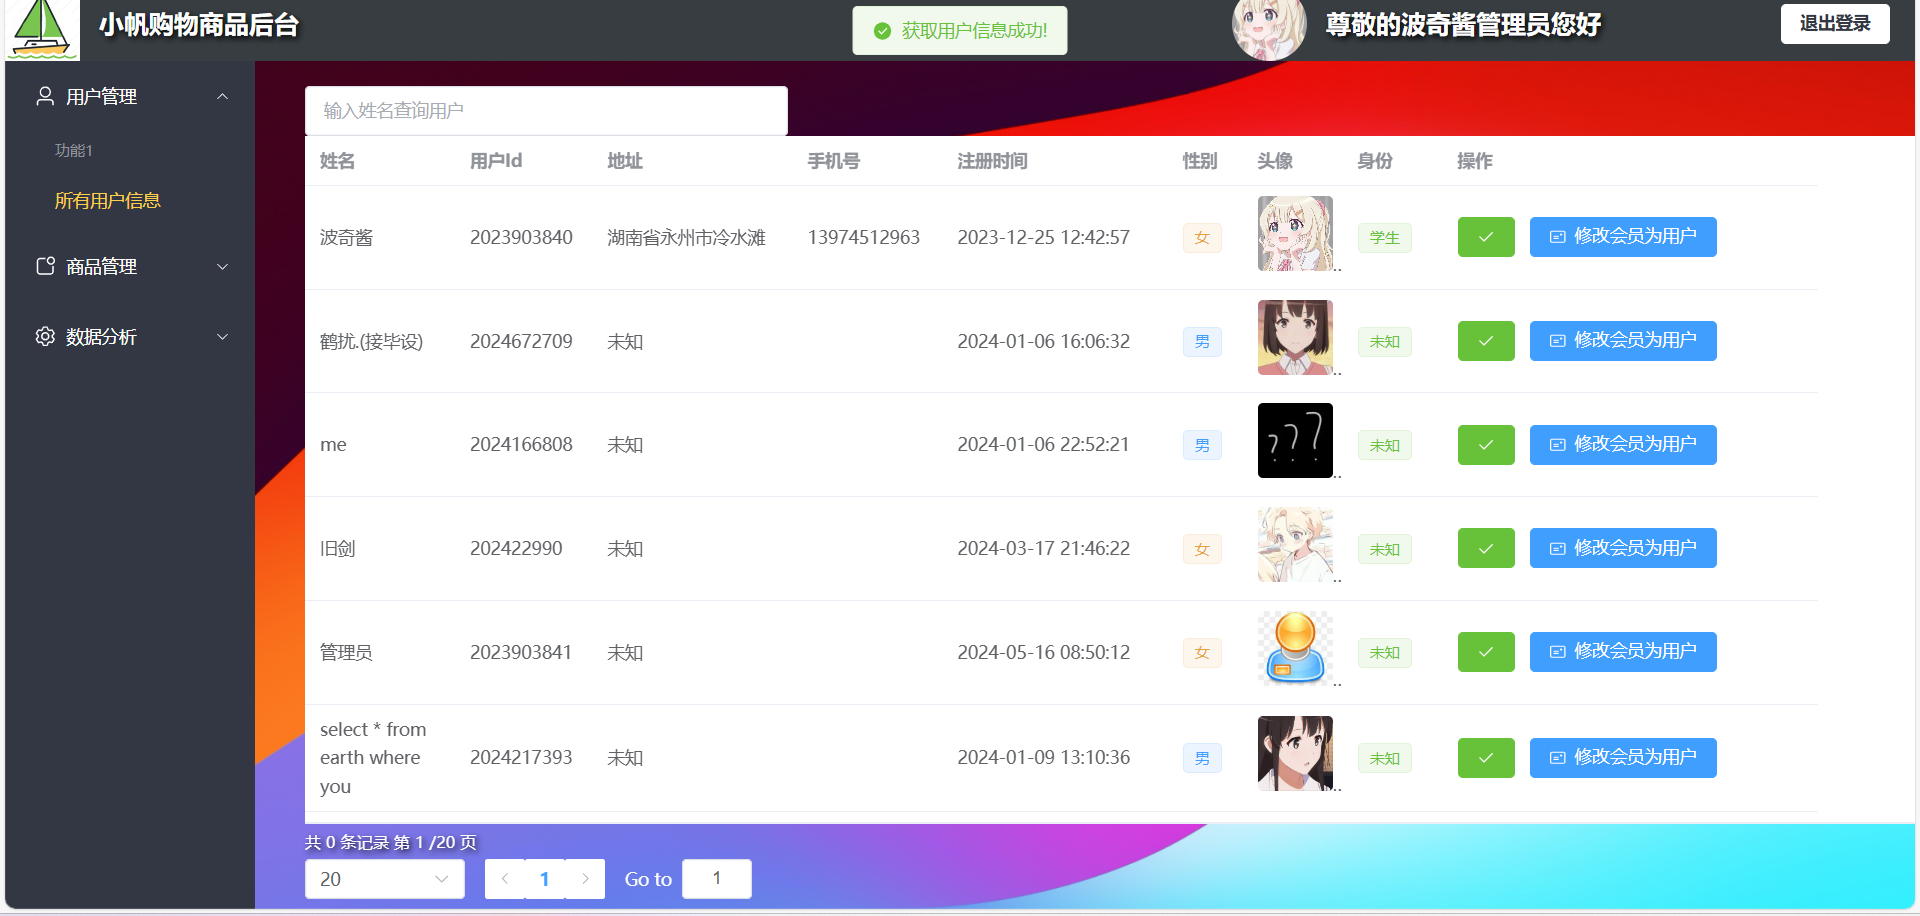 小帆购物商品后台
获取用户信息成功!
尊敬的波奇酱管理员您好
退出登录
用户管理
功能1
所有用户信息
商品管理
数据分析
输入姓名查询用户
姓名 用户Id 地址 手机号 注册时间 性别 头像 身份 操作
波奇酱 2023903840 湖南省永州市冷水滩 13974512963 2023-12-25 12:42:57 女 .. 学生 修改会员为用户
鹤扰.(接毕设) 2024672709 未知 2024-01-06 16:06:32 男 .. 未知 修改会员为用户
me 2024166808 未知 2024-01-06 22:52:21 男 ??? .. 未知 修改会员为用户
旧剑 202422990 未知 2024-03-17 21:46:22 女 .. 未知 修改会员为用户
管理员 2023903841 未知 2024-05-16 08:50:12 女 .. 未知 修改会员为用户
select * from
earth where
you
2024217393 未知 2024-01-09 13:10:36 男 .. 未知 修改会员为用户
共 0 条记录 第 1 /20 页
20 1 Go to 1